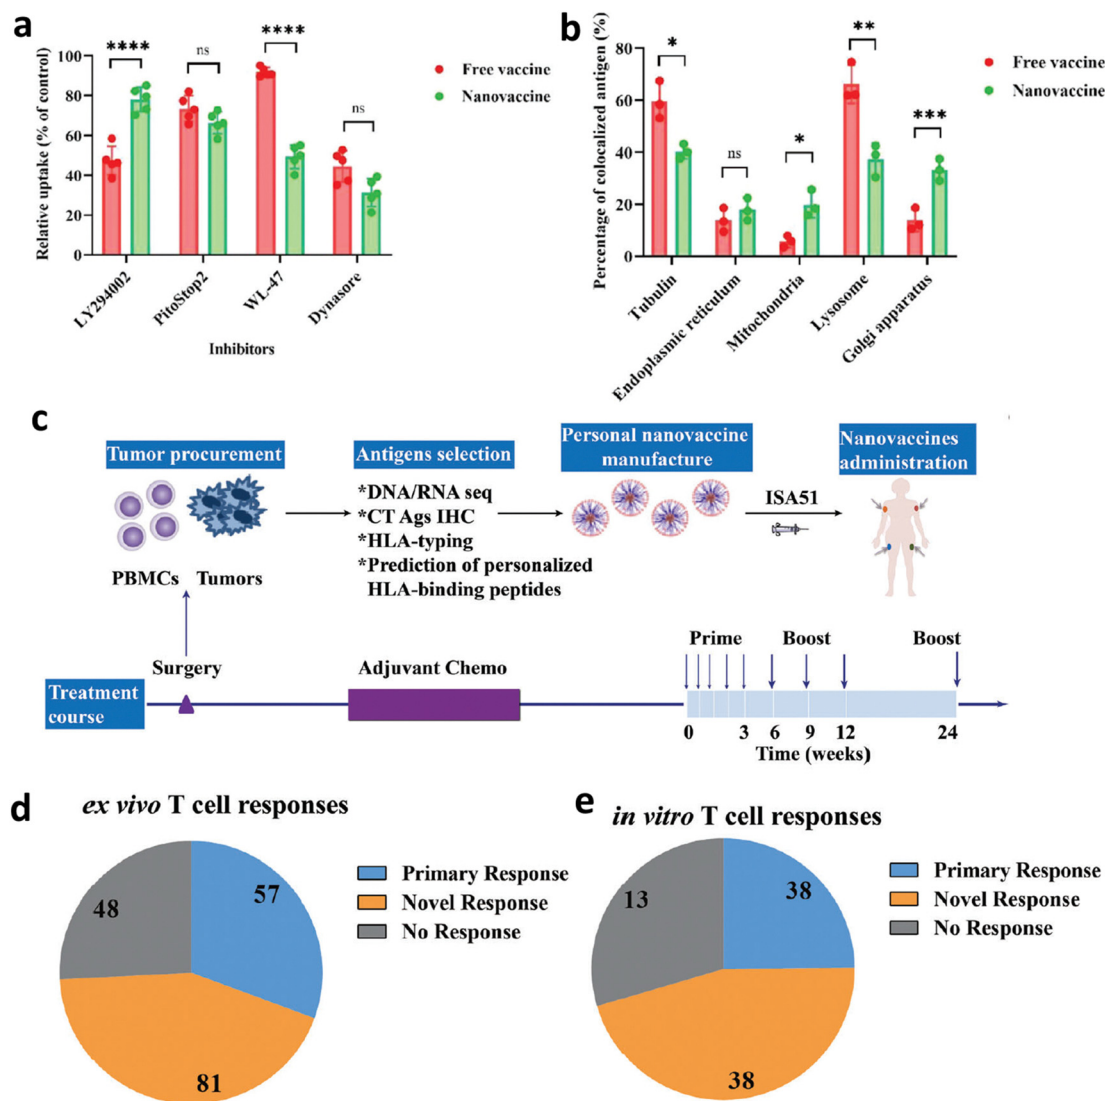 a
Relative uptake (% of control)
100
80
60
40
20
0
****
ns
****
ns
Free vaccine
Nanovaccine
LY294002
PitoStop2
WL-47
Dynasore
Inhibitors
b
Percentage of colocalized antigen (%)
80
60
40
20
0
*
ns
*
**
***
Free vaccine
Nanovaccine
Tubulin
Endoplasmic reticulum
Mitochondria
Lysosome
Golgi apparatus
c
Tumor procurement
PBMCs Tumors
Antigens selection
*DNA/RNA seq
*CT Ags IHC
*HLA-typing
*Prediction of personalized
HLA-binding peptides
Personal nanovaccine
manufacture
ISA51
Nanovaccines
administration
Surgery
Adjuvant Chemo
Prime Boost Boost
Treatment
course
0 3 6 9 12 24
Time (weeks)
d
ex vivo T cell responses
48
57
81
Primary Response
Novel Response
No Response
e
in vitro T cell responses
13
38
38
Primary Response
Novel Response
No Response